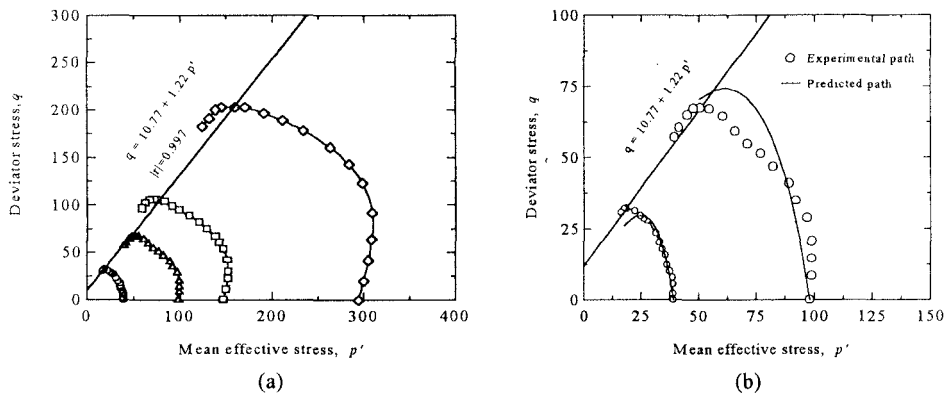 300
250
200
150
100
50
0
Deviator stress, q
q = 10.77 + 1.22 p'
|r|=0.997
0 100 200 300 400
Mean effective stress, p'
(a)
100
75
50
25
0
Deviator stress, q
q = 10.77 + 1.22 p'
Experimental path
Predicted path
0 25 50 75 100 125 150
Mean effective stress, p'
(b)